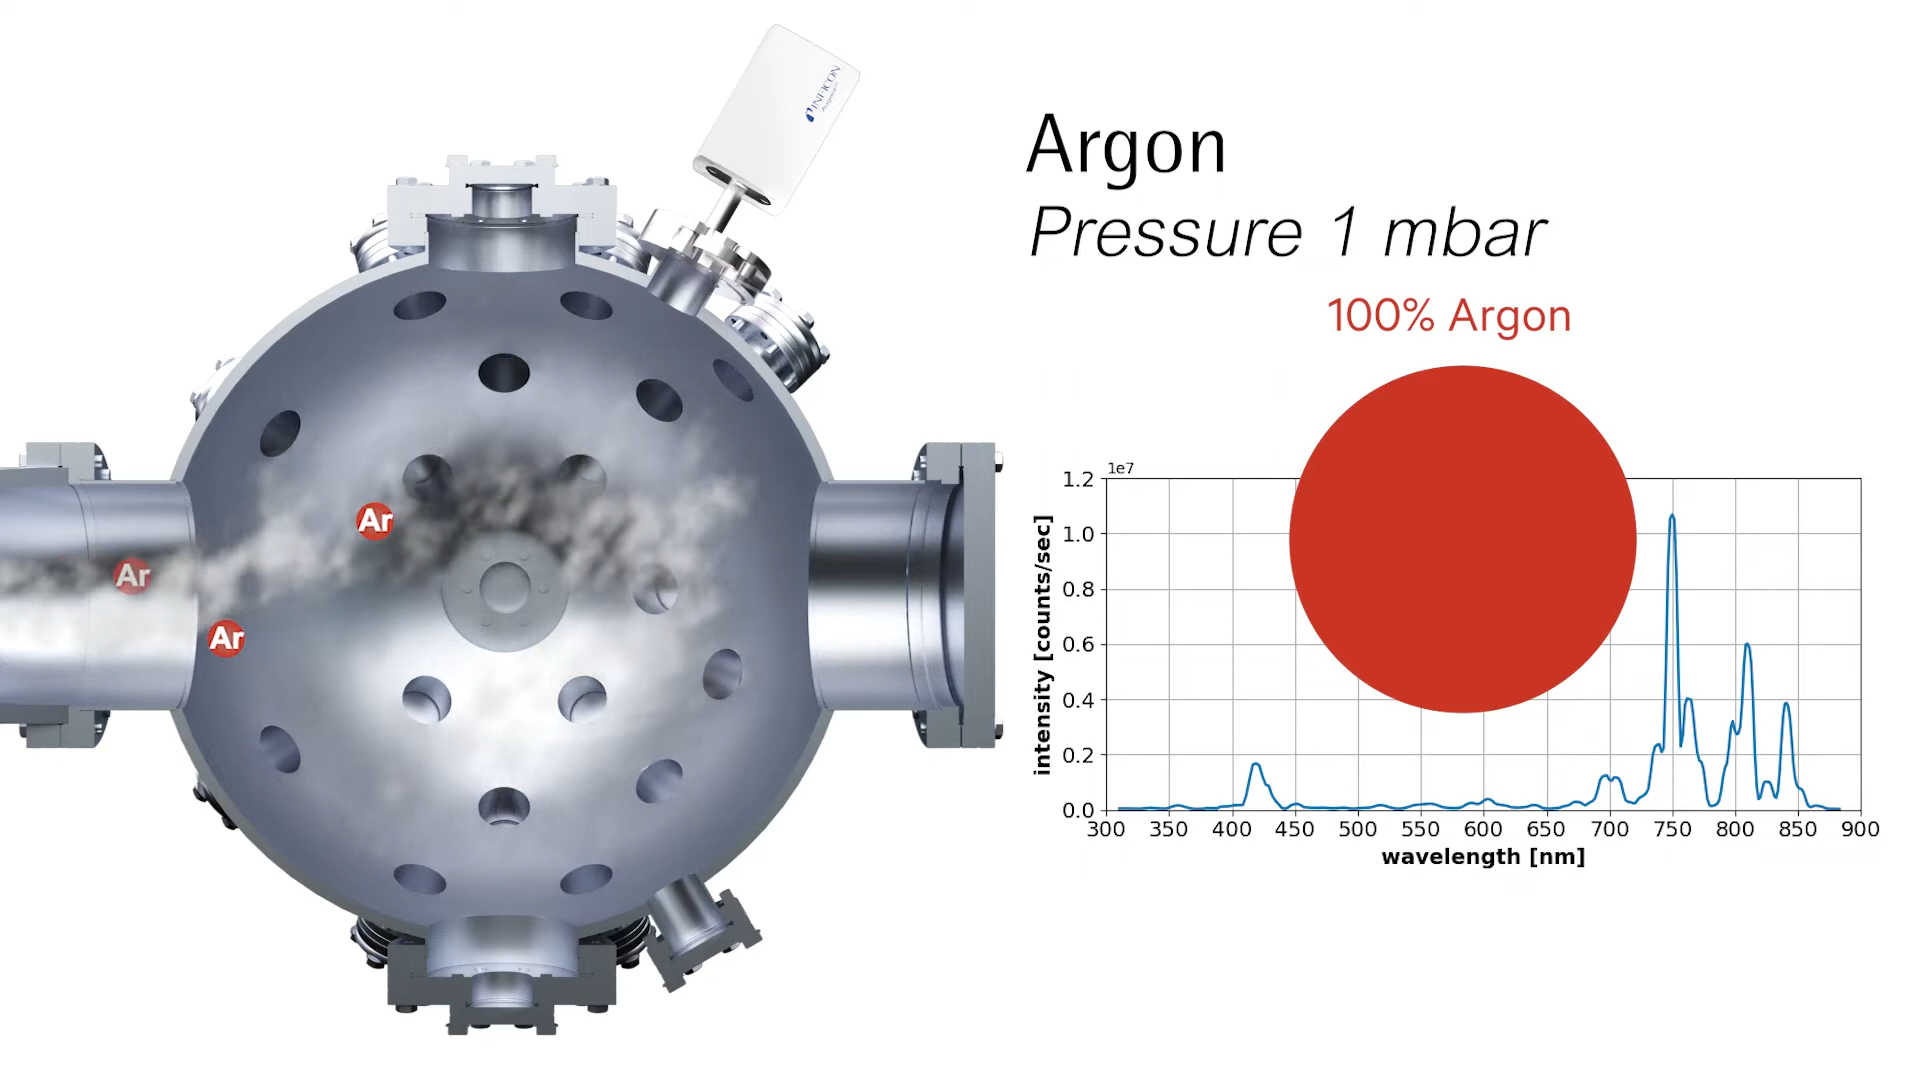 INFICON
Argon
Pressure 1 mbar
100% Argon
1e7
1.2
1.0
0.8
0.6
0.4
0.2
0.0
intensity [counts/sec]
300 350 400 450 500 550 600 650 700 750 800 850 900
wavelength [nm]
Ar
Ar
Ar